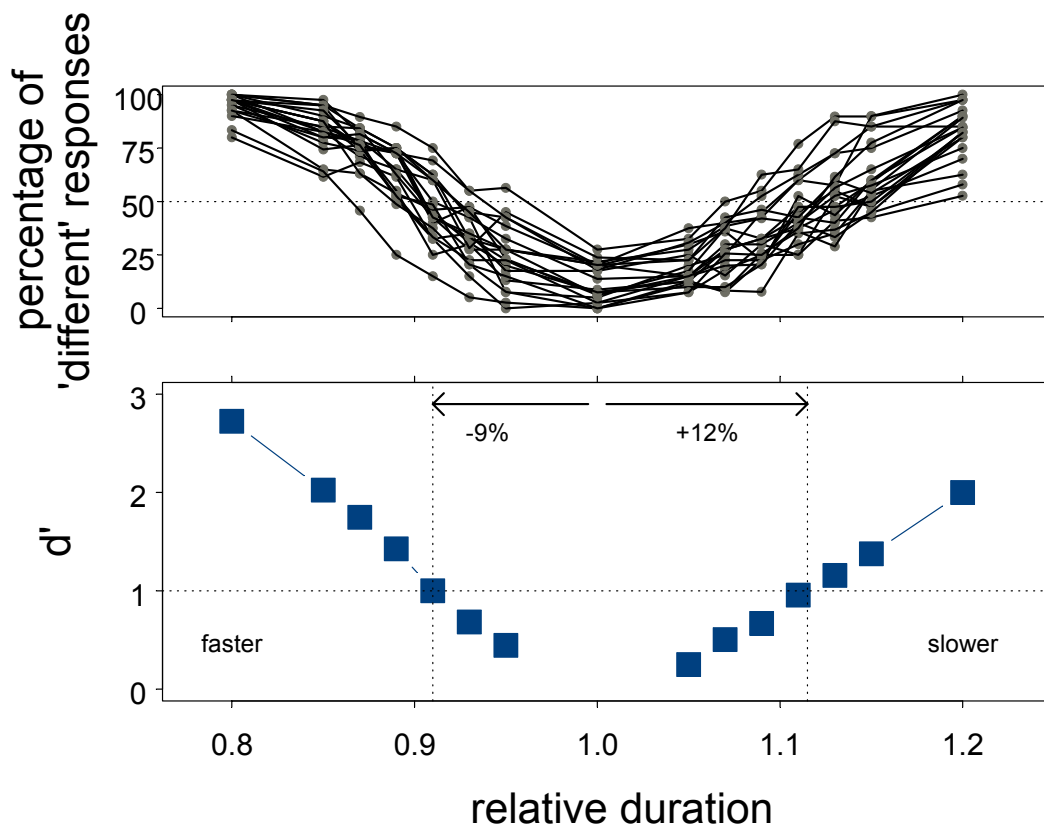 percentage of
'different' responses
100
75
50
25
0
3
2
1
0
d'
-9%
+12%
faster
slower
0.8
0.9
1.0
1.1
1.2
relative duration